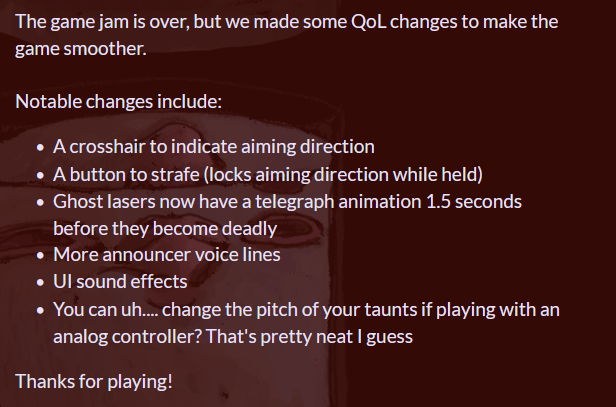 The game jam is over, but we made some QoL changes to make the
game smoother.
Notable changes include:
• A crosshair to indicate aiming direction
• A button to strafe (locks aiming direction while held)
• Ghost lasers now have a telegraph animation 1.5 seconds
before they become deadly
• More announcer voice lines
• UI sound effects
• You can uh.... change the pitch of your taunts if playing with an
analog controller? That's pretty neat I guess
Thanks for playing!